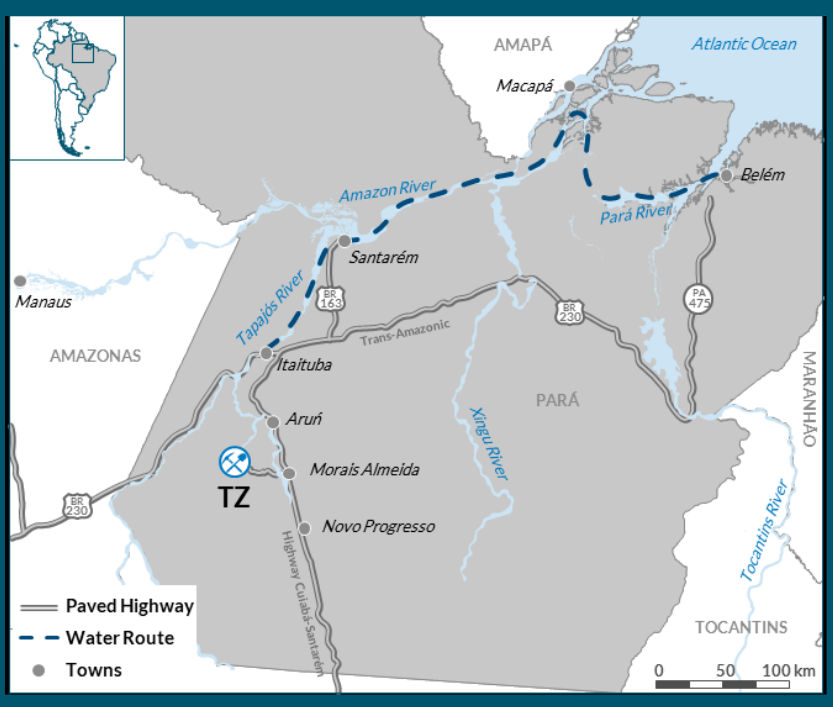 AMAPÁ
Atlantic Ocean
Macapá
Belém
Amazon River
Pará River
Santarém
Manaus
BR
163
PA
475
Tapajós River
BR
230
Trans-Amazonic
AMAZONAS
Itaituba
MARANHÃO
PARÁ
Aruń
Xingu River
Morais Almeida
TZ
BR
230
Novo Progresso
Highway Cuiabá-Santarém
Tocantins River
Paved Highway
Water Route
Towns
TOCANTINS
0 50 100 km